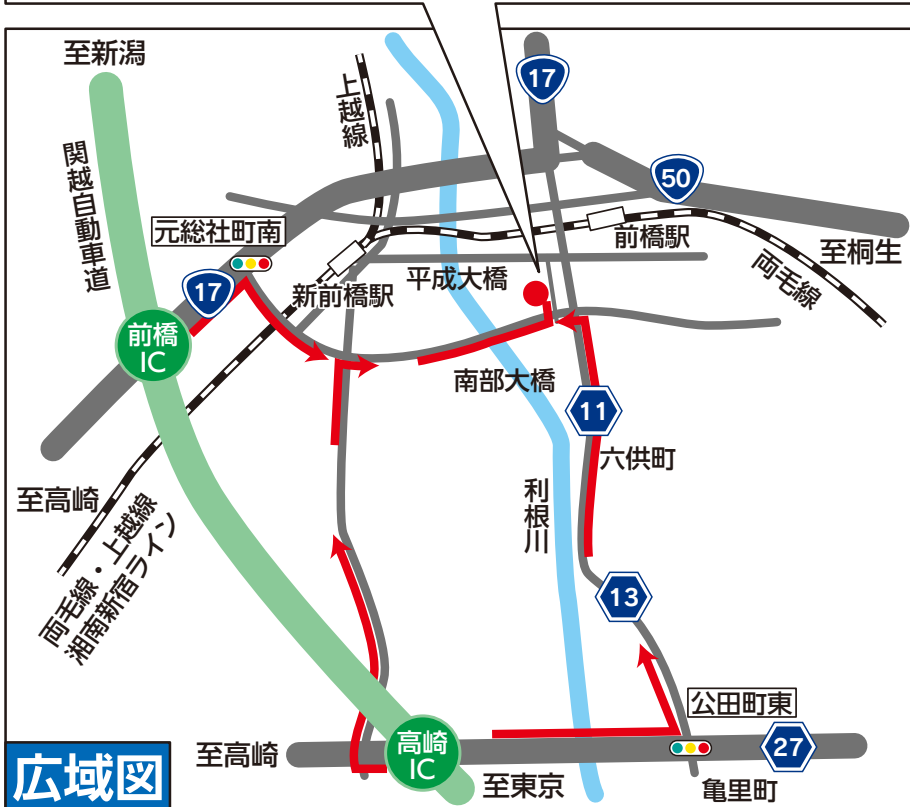 至新潟
上越線
17
関越自動車道
50
元総社町南
前橋駅
至桐生
17
新前橋駅
平成大橋
両毛線
前橋
IC
南部大橋
11
六供町
至高崎
利根川
両毛線・上越線
湘南新宿ライン
13
公田町東
至高崎
高崎
IC
27
至東京
亀里町
広域図